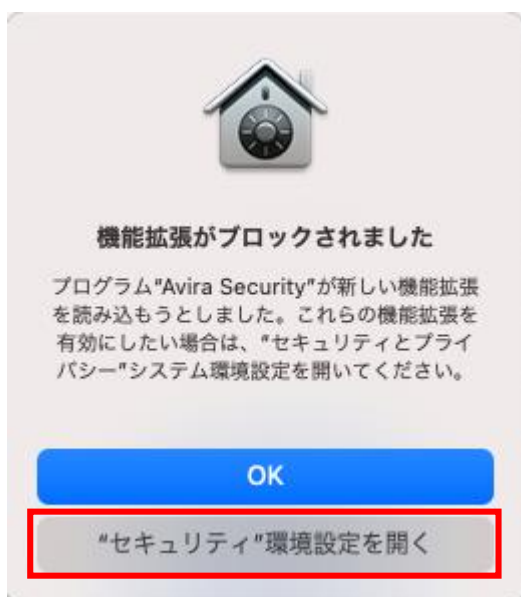 機能拡張がブロックされました
プログラム"Avira Security"が新しい機能拡張
を読み込もうとしました。これらの機能拡張を
有効にしたい場合は、"セキュリティとプライ
バシー"システム環境設定を開いてください。
OK
"セキュリティ"環境設定を開く